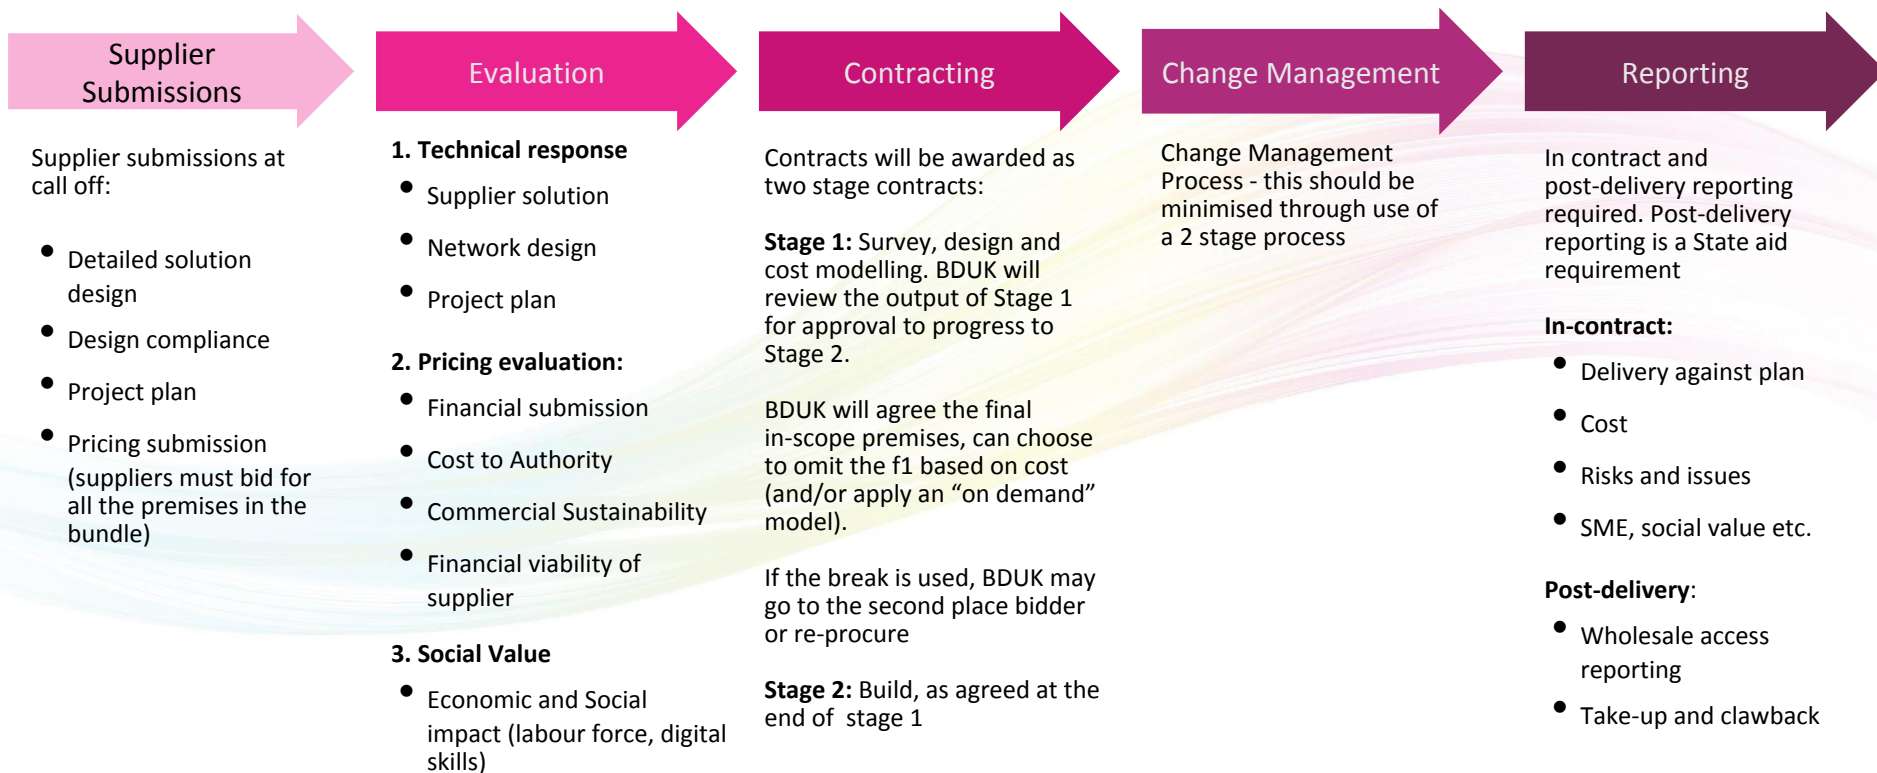 Supplier
Submissions
Supplier submissions at
call off:
• Detailed solution
design
• Design compliance
• Project plan
• Pricing submission
(suppliers must bid for
all the premises in the
bundle)
Evaluation
1. Technical response
• Supplier solution
• Network design
• Project plan
2. Pricing evaluation:
• Financial submission
• Cost to Authority
• Commercial Sustainability
• Financial viability of
supplier
3. Social Value
• Economic and Social
impact (labour force, digital
skills)
Contracting
Contracts will be awarded as
two stage contracts:
Stage 1: Survey, design and
cost modelling. BDUK will
review the output of Stage 1
for approval to progress to
Stage 2.
BDUK will agree the final
in-scope premises, can choose
to omit the f1 based on cost
(and/or apply an “on demand”
model).
If the break is used, BDUK may
go to the second place bidder
or re-procure
Stage 2: Build, as agreed at the
end of stage 1
Change Management
Change Management
Process - this should be
minimised through use of
a 2 stage process
Reporting
In contract and
post-delivery reporting
required. Post-delivery
reporting is a State aid
requirement
In-contract:
• Delivery against plan
• Cost
• Risks and issues
• SME, social value etc.
Post-delivery:
• Wholesale access
reporting
• Take-up and clawback